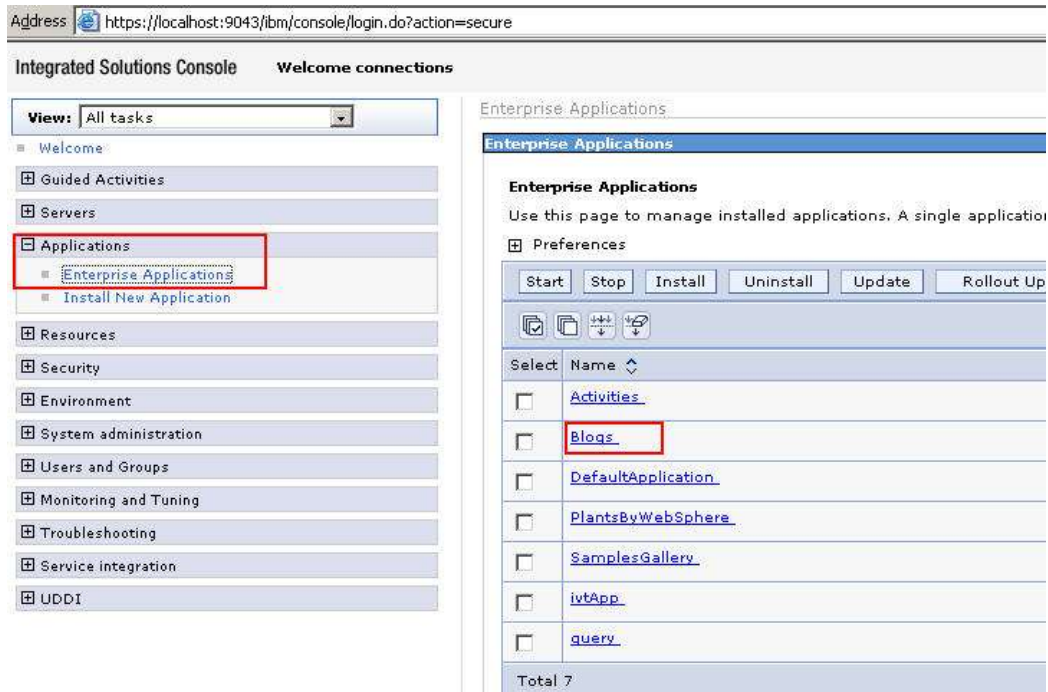 Address https://localhost:9043/ibm/console/login.do?action=secure
Integrated Solutions Console Welcome connections
View: All tasks
Welcome
Guided Activities
Servers
Applications
Enterprise Applications
Install New Application
Resources
Security
Environment
System administration
Users and Groups
Monitoring and Tuning
Troubleshooting
Service integration
UDDI
Enterprise Applications
Enterprise Applications
Enterprise Applications
Use this page to manage installed applications. A single application
Preferences
Start Stop Install Uninstall Update Rollout Up
Select Name
Activities
Blogs
DefaultApplication
PlantsByWebSphere
SamplesGallery
ivtApp
query
Total 7